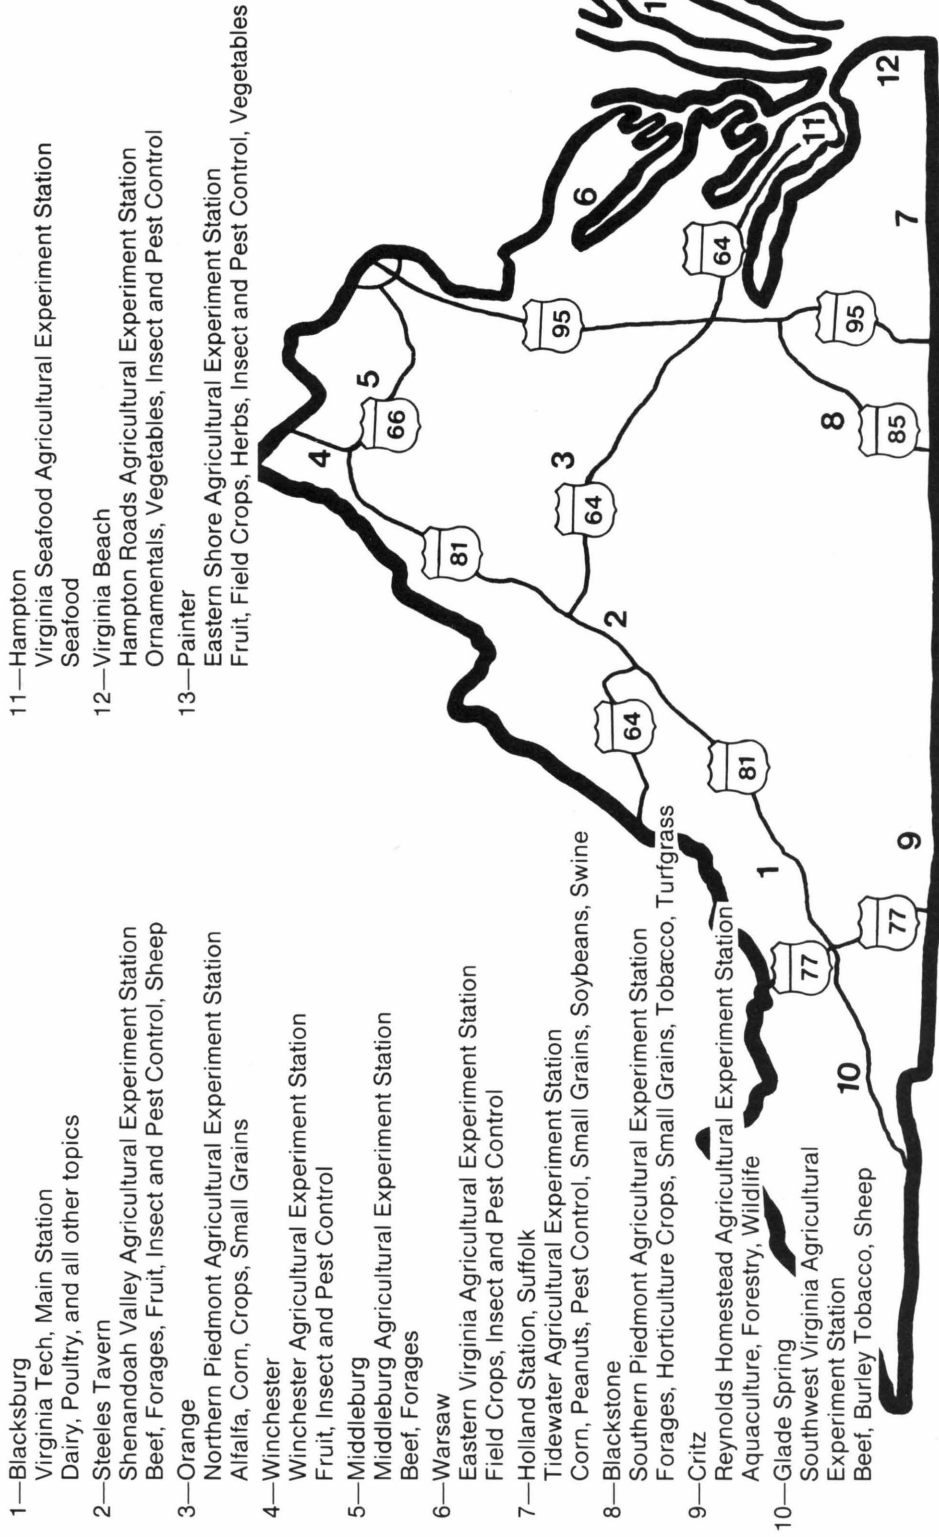 1—Blacksburg
Virginia Tech, Main Station
Dairy, Poultry, and all other topics
2—Steeles Tavern
Shenandoah Valley Agricultural Experiment Station
Beef, Forages, Fruit, Insect and Pest Control, Sheep
3—Orange
Northern Piedmont Agricultural Experiment Station
Alfalfa, Corn, Crops, Small Grains
4—Winchester
Winchester Agricultural Experiment Station
Fruit, Insect and Pest Control
5—Middleburg
Middleburg Agricultural Experiment Station
Beef, Forages
6—Warsaw
Eastern Virginia Agricultural Experiment Station
Field Crops, Insect and Pest Control
7—Holland Station, Suffolk
Tidewater Agricultural Experiment Station
Corn, Peanuts, Pest Control, Small Grains, Soybeans, Swine
8—Blackstone
Southern Piedmont Agricultural Experiment Station
Forages, Horticulture Crops, Small Grains, Tobacco, Turfgrass
9—Critz
Reynolds Homestead Agricultural Experiment Station
Aquaculture, Forestry, Wildlife
10—Glade Spring
Southwest Virginia Agricultural
Experiment Station
Beef, Burley Tobacco, Sheep
11—Hampton
Virginia Seafood Agricultural Experiment Station
Seafood
12—Virginia Beach
Hampton Roads Agricultural Experiment Station
Ornamentals, Vegetables, Insect and Pest Control
13—Painter
Eastern Shore Agricultural Experiment Station
Fruit, Field Crops, Herbs, Insect and Pest Control, Vegetables
4
5
66
81
95
6
3
64
64
2
64
81
1
77
77
10
9
8
85
95
7
11
12